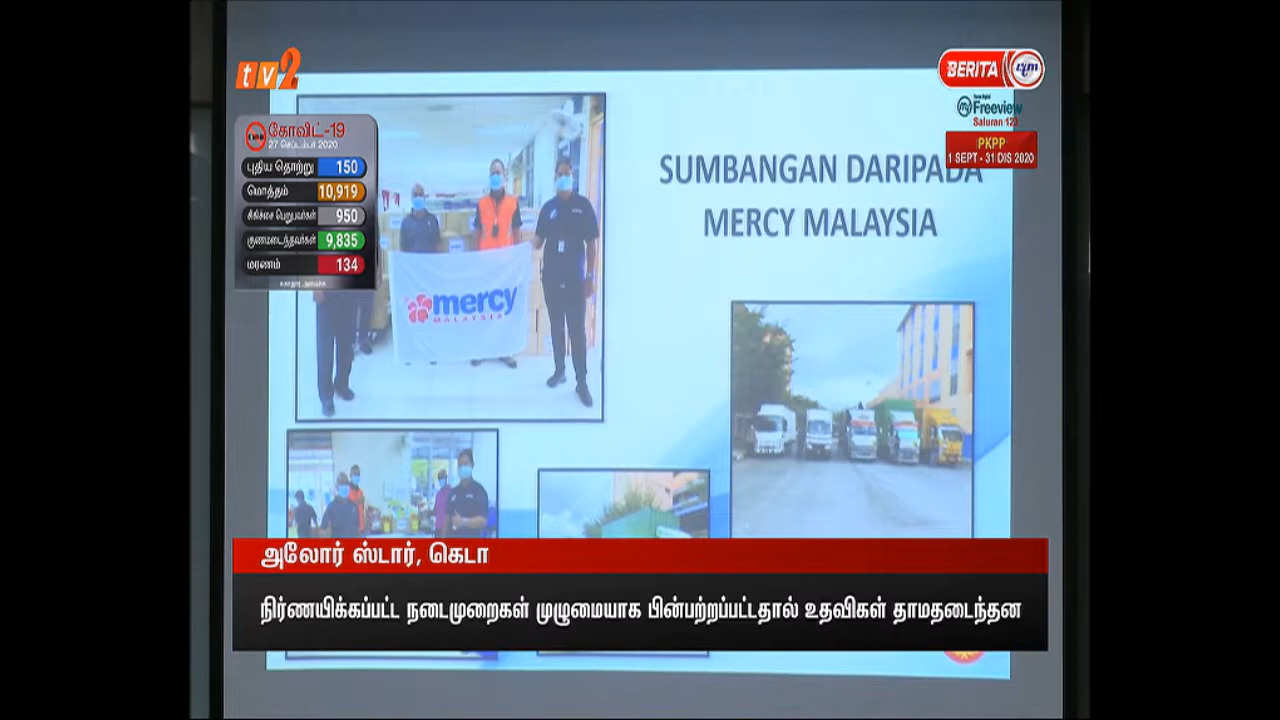 tv2
BERITA rtm
Freeview
Saluran 123
PKPP
1 SEPT - 31 DIS 2020
கோவிட்-19
27 செப்டம்பர் 2020
புதிய தொற்று 150
மொத்தம் 10,919
சிகிச்சை பெறுபவர்கள் 950
குணமடைந்தவர்கள் 9,835
மரணம் 134
SUMBANGAN DARIPADA
MERCY MALAYSIA
mercy
MALAYSIA
அலோர் ஸ்டார், கெடா
நிர்ணயிக்கப்பட்ட நடைமுறைகள் முழுமையாக பின்பற்றப்பட்டதால் உதவிகள் தாமதடைந்தன